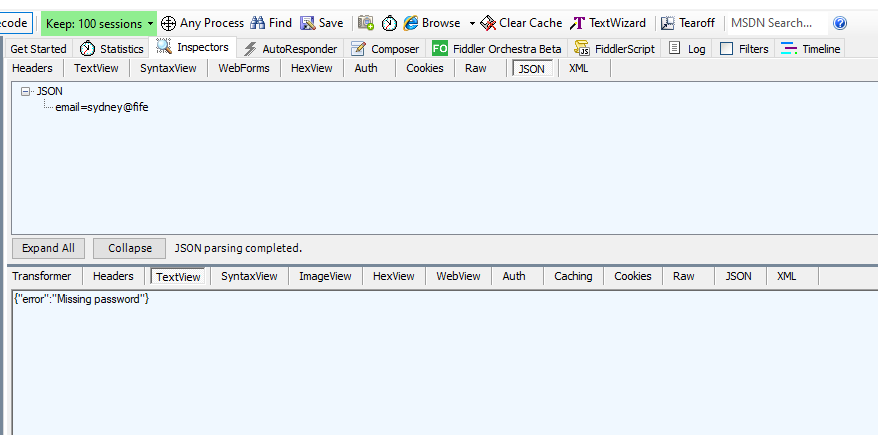 ecode Keep: 100 sessions Any Process Find Save Browse Clear Cache TextWizard Tearoff MSDN Search...
Get Started Statistics Inspectors AutoResponder Composer FO Fiddler Orchestra Beta FiddlerScript Log Filters Timeline
Headers TextView SyntaxView WebForms HexView Auth Cookies Raw JSON XML
JSON
email=sydney@fife
Expand All Collapse JSON parsing completed.
Transformer Headers TextView SyntaxView ImageView HexView WebView Auth Caching Cookies Raw JSON XML
{"error":"Missing password"}